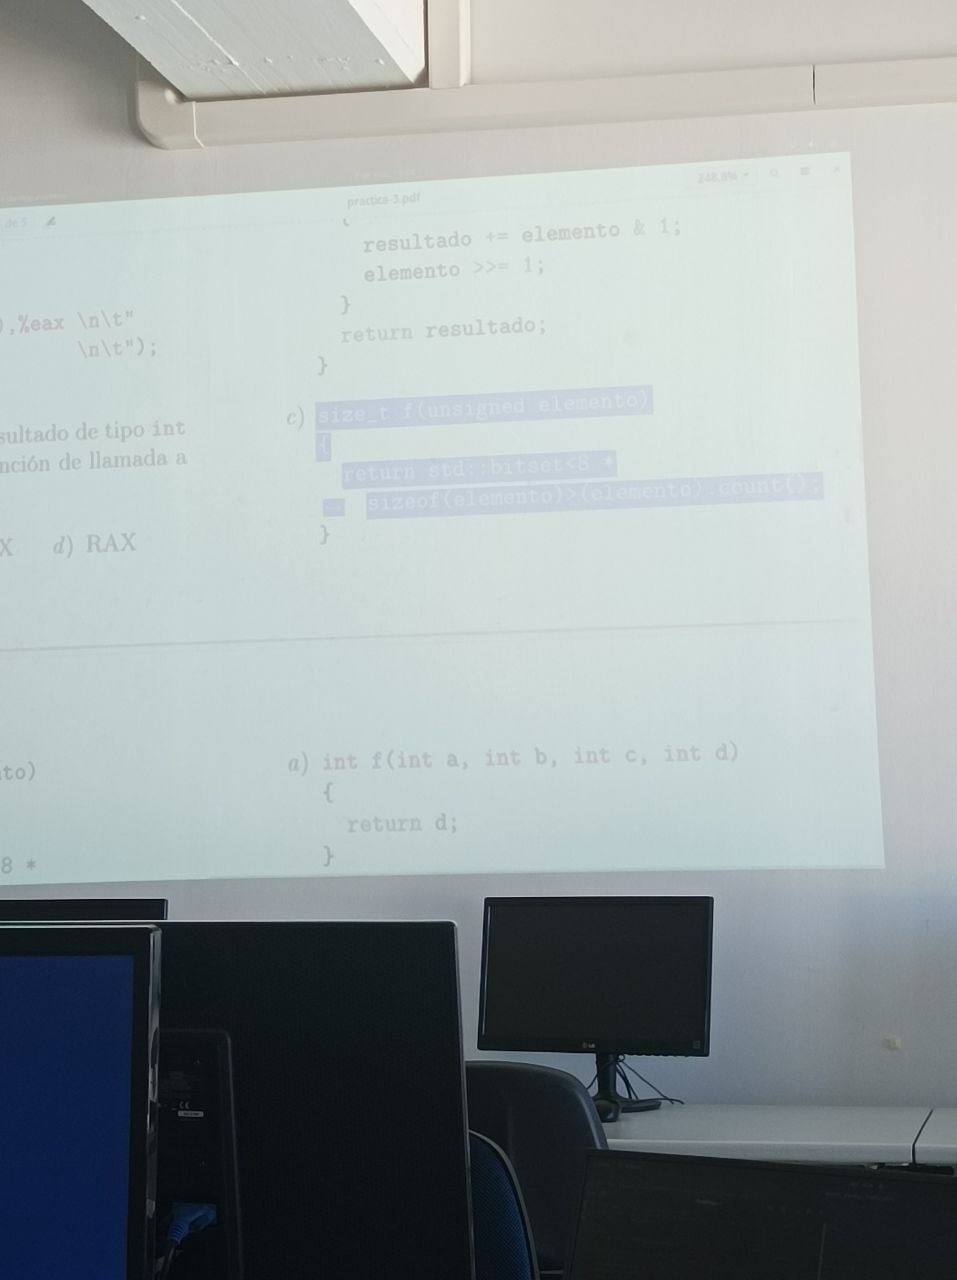 practica-3.pdf
248,8%
de 5
),%eax \n\t"
\n\t");
sultado de tipo int
nción de llamada a
X d) RAX
to)
8 *
resultado += elemento & 1;
elemento >>= 1;
}
return resultado;
}
c) size_t f(unsigned elemento)
{
return std::bitset<8 *
sizeof(elemento)>(elemento).count();
}
a) int f(int a, int b, int c, int d)
{
return d;
}
LG